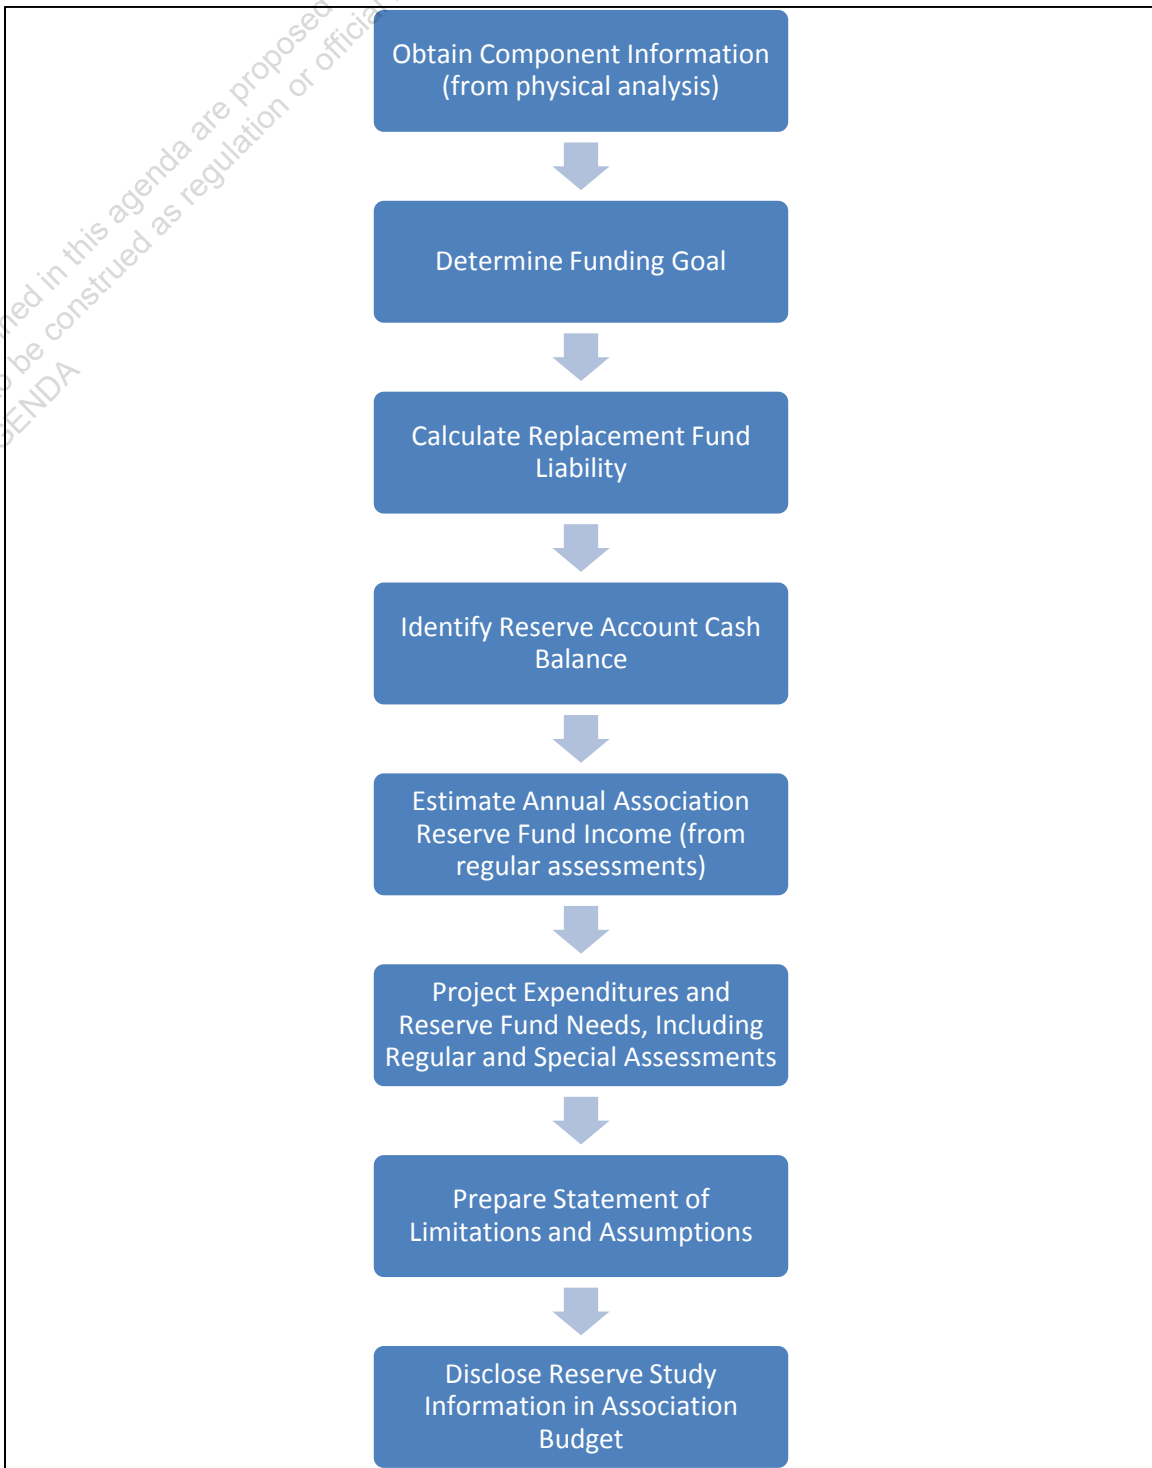 ned in this agenda are proposed
o be construed as regulation or official
GENDA
Obtain Component Information
(from physical analysis)
Determine Funding Goal
Calculate Replacement Fund
Liability
Identify Reserve Account Cash
Balance
Estimate Annual Association
Reserve Fund Income (from
regular assessments)
Project Expenditures and
Reserve Fund Needs, Including
Regular and Special Assessments
Prepare Statement of
Limitations and Assumptions
Disclose Reserve Study
Information in Association
Budget